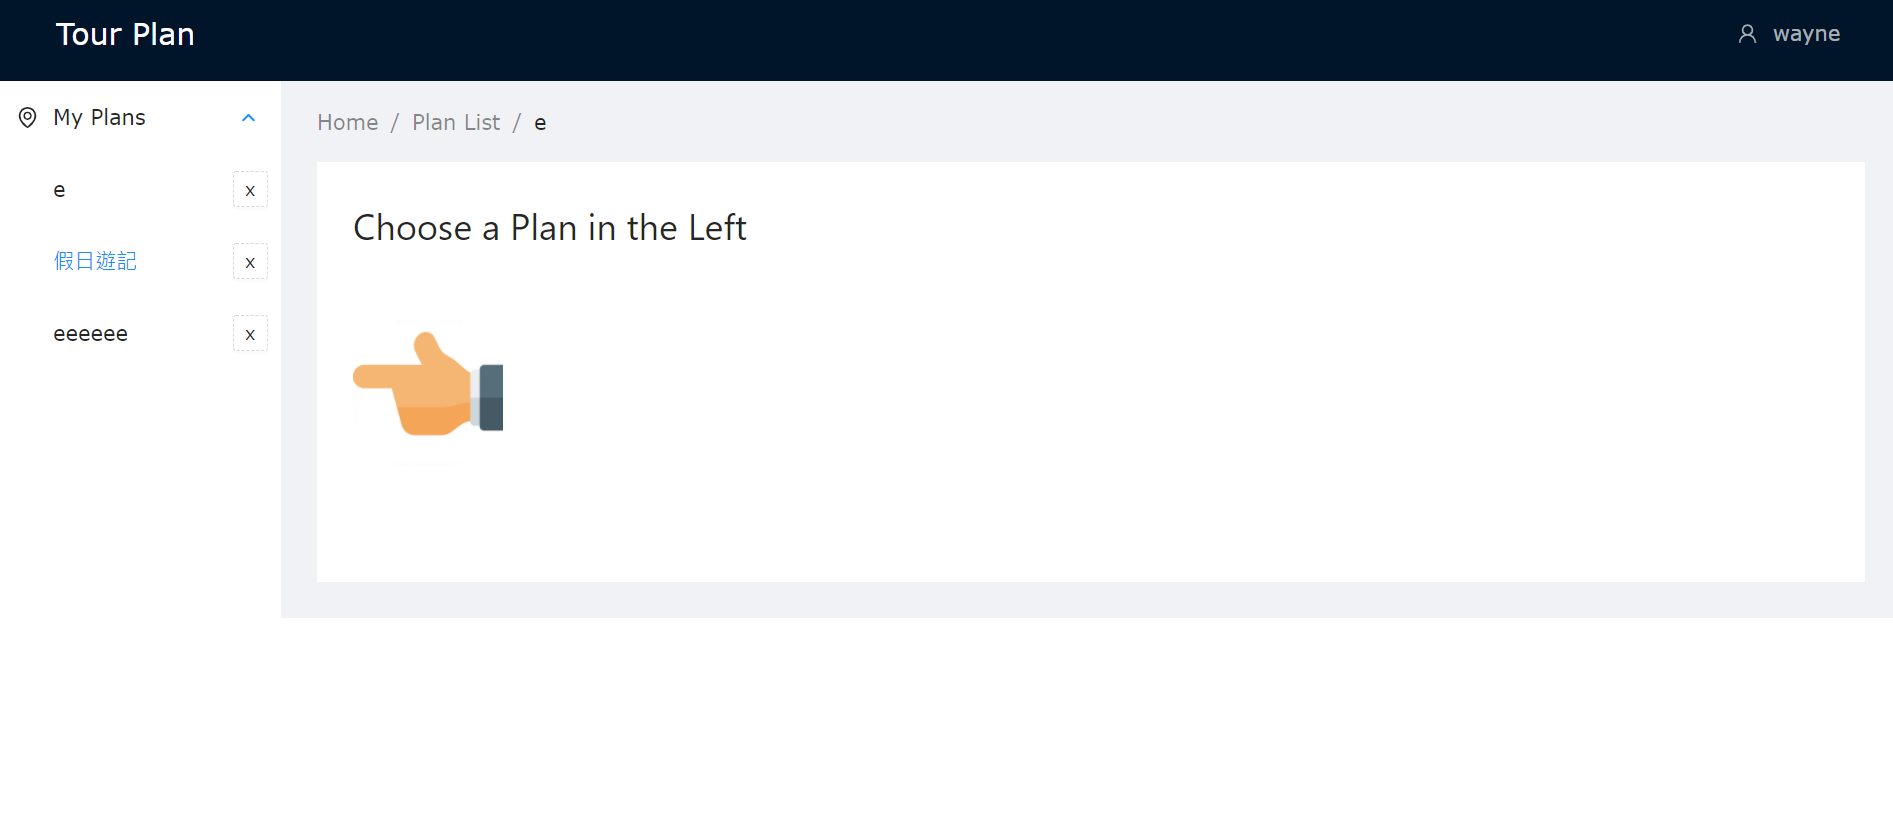 Tour Plan
wayne
My Plans
e
x
假日遊記
x
eeeeee
x
Home / Plan List / e
Choose a Plan in the Left